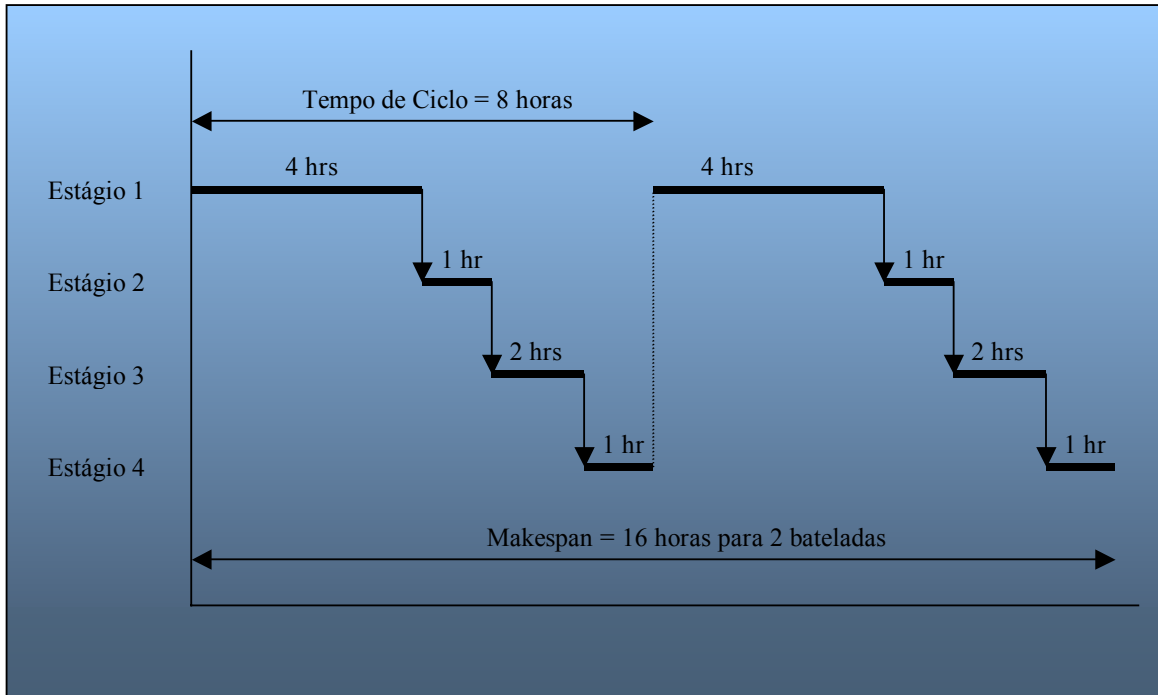 Tempo de Ciclo = 8 horas
4 hrs
4 hrs
Estágio 1
1 hr
1 hr
Estágio 2
2 hrs
2 hrs
Estágio 3
1 hr
1 hr
Estágio 4
Makespan = 16 horas para 2 bateladas